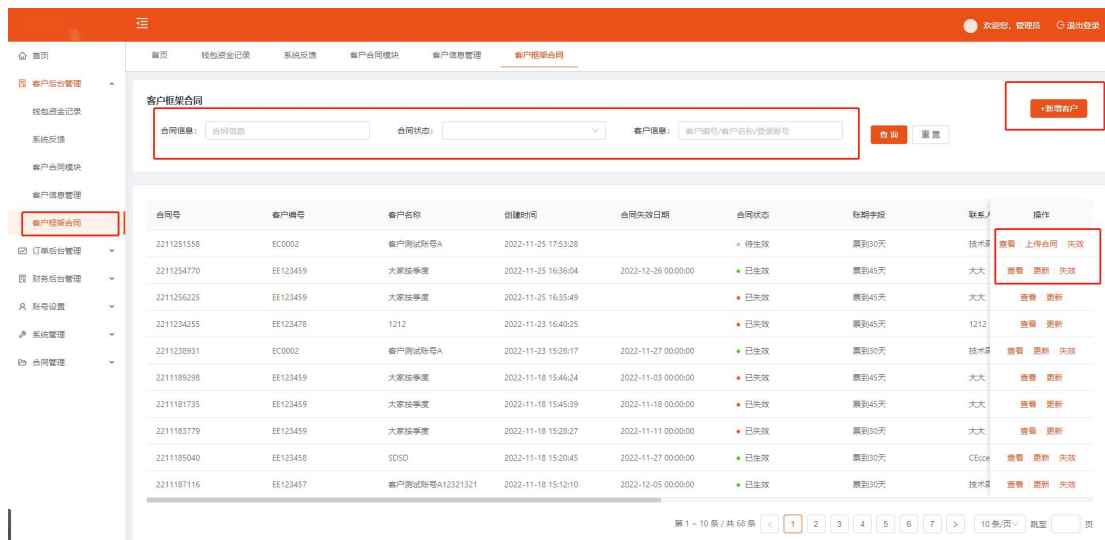 欢迎您，管理员 退出登录
首页
客户后台管理
钱包资金记录
系统反馈
客户合同模块
客户信息管理
客户框架合同
订单后台管理
财务后台管理
账号设置
系统管理
合同管理
首页 钱包资金记录 系统反馈 客户合同模块 客户信息管理 客户框架合同
客户框架合同
+新增客户
合同信息： 合同信息 合同状态： 客户信息： 客户编号/客户名称/登录账号 查询 重置
合同号 客户编号 客户名称 创建时间 合同失效日期 合同状态 账期字段 联系人 操作
2211251558 EC0002 客户测试账号A 2022-11-25 17:53:28 待生效 票到30天 技术 查看 上传合同 失效
2211254770 EE123459 大家按季度 2022-11-25 16:36:04 2022-12-26 00:00:00 已生效 票到45天 大大 查看 更新 失效
2211256225 EE123459 大家按季度 2022-11-25 16:35:49 已失效 票到45天 大大 查看 更新
2211234255 EE123478 1212 2022-11-23 16:40:25 已失效 票到45天 1212 查看 更新
2211238931 EC0002 客户测试账号A 2022-11-23 15:28:17 2022-11-27 00:00:00 已生效 票到30天 技术 查看 更新 失效
2211189298 EE123459 大家按季度 2022-11-18 15:46:24 2022-11-03 00:00:00 已失效 票到45天 大大 查看 更新
2211181735 EE123459 大家按季度 2022-11-18 15:45:39 2022-11-18 00:00:00 已失效 票到45天 大大 查看 更新
2211183779 EE123459 大家按季度 2022-11-18 15:28:27 2022-11-11 00:00:00 已失效 票到30天 大大 查看 更新
2211185040 EE123458 SDSD 2022-11-18 15:20:45 2022-11-27 00:00:00 已生效 票到30天 CEcce 查看 更新 失效
2211187116 EE123457 客户测试账号A12321321 2022-11-18 15:12:10 2022-12-05 00:00:00 已生效 票到30天 技术 查看 更新 失效
第 1 ~ 10 条 / 共 68 条 < 1 2 3 4 5 6 7 > 10 条/页 跳至 页